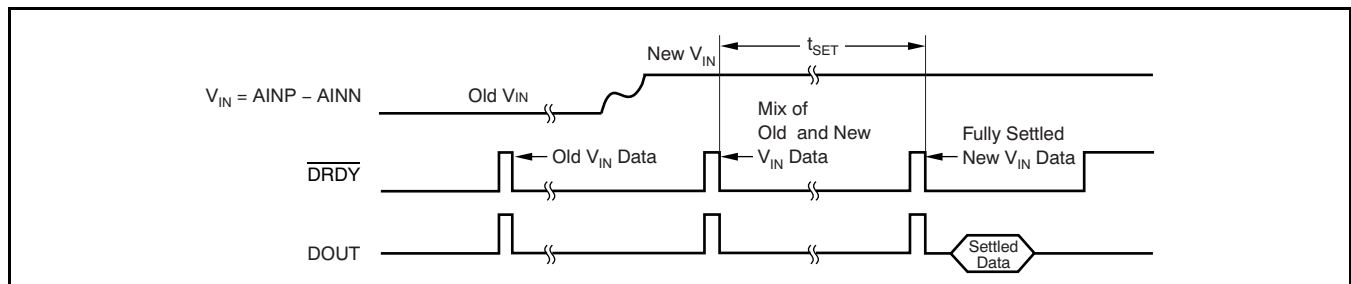 New V_IN
t_SET
V_IN = AINP – AINN
Old VIN
Mix of
Old and New
V_IN Data
Fully Settled
New V_IN Data
Old V_IN Data
DRDY
DOUT
Settled
Data